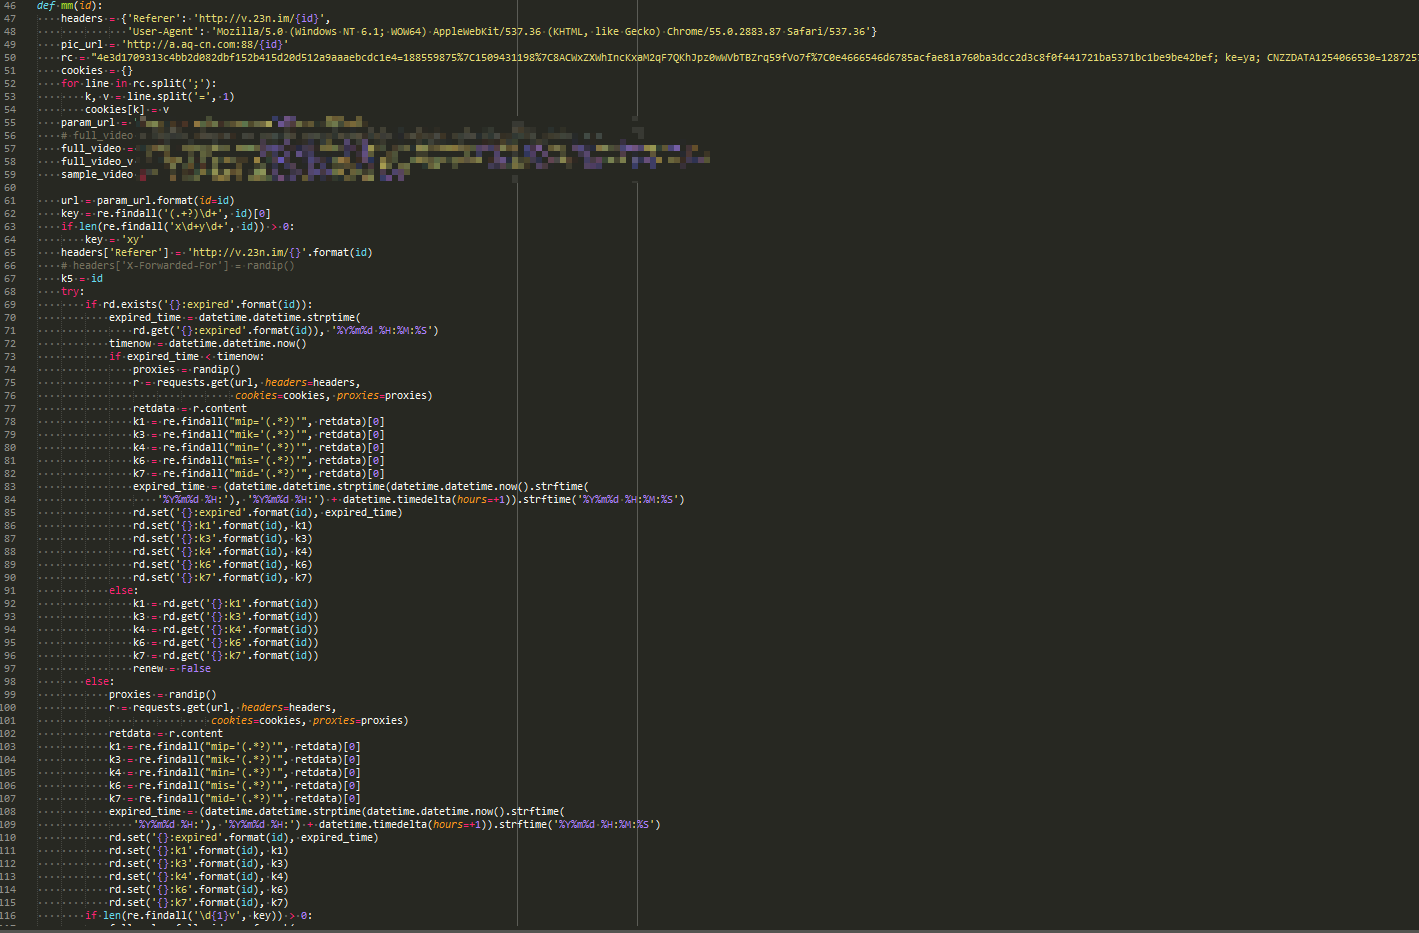 46 def mm(id):
47     headers = {'Referer': 'http://v.23n.im/{id}',
48                'User-Agent': 'Mozilla/5.0 (Windows NT 6.1; WOW64) AppleWebKit/537.36 (KHTML, like Gecko) Chrome/55.0.2883.87 Safari/537.36'}
49     pic_url = 'http://a.aq-cn.com:88/{id}'
50     rc = "4e3d1709313c4bb2d082dbf152b415d20d512a9aaaebcdc1e4=188559875%7C1509431198%7C8ACWxZXWhIncKxaM2qF7QKhJpz0wWVbTBZrq59fVo7f%7C0e4666546d6785acfae81a760ba3dcc2d3c8f0f441721ba5371bc1be9be42bef; ke=ya; CNZZDATA1254066530=128725
51     cookies = {}
52     for line in rc.split(';'):
53         k, v = line.split('=', 1)
54         cookies[k] = v
55     param_url = '
56     # full_video
57     full_video =
58     full_video_v
59     sample_video
60
61     url = param_url.format(id=id)
62     key = re.findall('(.+?)\d+', id)[0]
63     if len(re.findall('x\d+y\d+', id)) > 0:
64         key = 'xy'
65     headers['Referer'] = 'http://v.23n.im/{}'.format(id)
66     # headers['X-Forwarded-For'] = randip()
67     k5 = id
68     try:
69         if rd.exists('{}:expired'.format(id)):
70             expired_time = datetime.datetime.strptime(
71                 rd.get('{}:expired'.format(id)), '%Y%m%d %H:%M:%S')
72             timenow = datetime.datetime.now()
73             if expired_time < timenow:
74                 proxies = randip()
75                 r = requests.get(url, headers=headers,
76                                  cookies=cookies, proxies=proxies)
77                 retdata = r.content
78                 k1 = re.findall("mip='(.*?)'", retdata)[0]
79                 k3 = re.findall("mik='(.*?)'", retdata)[0]
80                 k4 = re.findall("min='(.*?)'", retdata)[0]
81                 k6 = re.findall("mis='(.*?)'", retdata)[0]
82                 k7 = re.findall("mid='(.*?)'", retdata)[0]
83                 expired_time = (datetime.datetime.strptime(datetime.datetime.now().strftime(
84                     '%Y%m%d %H:'), '%Y%m%d %H:') + datetime.timedelta(hours=+1)).strftime('%Y%m%d %H:%M:%S')
85                 rd.set('{}:expired'.format(id), expired_time)
86                 rd.set('{}:k1'.format(id), k1)
87                 rd.set('{}:k3'.format(id), k3)
88                 rd.set('{}:k4'.format(id), k4)
89                 rd.set('{}:k6'.format(id), k6)
90                 rd.set('{}:k7'.format(id), k7)
91             else:
92                 k1 = rd.get('{}:k1'.format(id))
93                 k3 = rd.get('{}:k3'.format(id))
94                 k4 = rd.get('{}:k4'.format(id))
95                 k6 = rd.get('{}:k6'.format(id))
96                 k7 = rd.get('{}:k7'.format(id))
97                 renew = False
98         else:
99             proxies = randip()
100             r = requests.get(url, headers=headers,
101                              cookies=cookies, proxies=proxies)
102             retdata = r.content
103             k1 = re.findall("mip='(.*?)'", retdata)[0]
104             k3 = re.findall("mik='(.*?)'", retdata)[0]
105             k4 = re.findall("min='(.*?)'", retdata)[0]
106             k6 = re.findall("mis='(.*?)'", retdata)[0]
107             k7 = re.findall("mid='(.*?)'", retdata)[0]
108             expired_time = (datetime.datetime.strptime(datetime.datetime.now().strftime(
109                 '%Y%m%d %H:'), '%Y%m%d %H:') + datetime.timedelta(hours=+1)).strftime('%Y%m%d %H:%M:%S')
110             rd.set('{}:expired'.format(id), expired_time)
111             rd.set('{}:k1'.format(id), k1)
112             rd.set('{}:k3'.format(id), k3)
113             rd.set('{}:k4'.format(id), k4)
114             rd.set('{}:k6'.format(id), k6)
115             rd.set('{}:k7'.format(id), k7)
116         if len(re.findall('\d{1}v', key)) > 0: